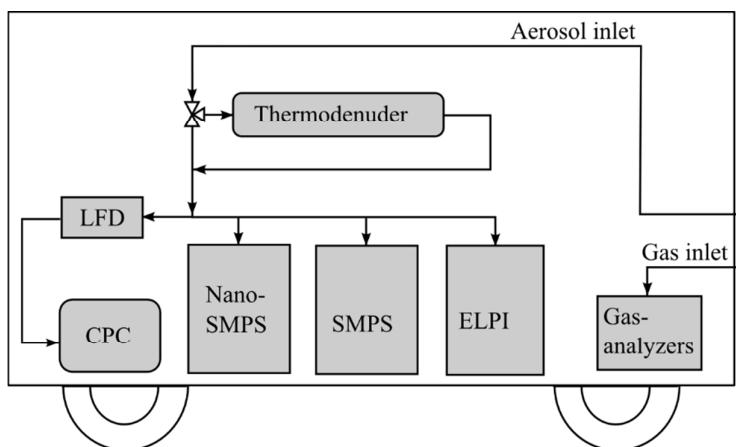 Aerosol inlet
Thermodenuder
LFD
Gas inlet
Nano-
SMPS
SMPS
ELPI
Gas-
analyzers
CPC